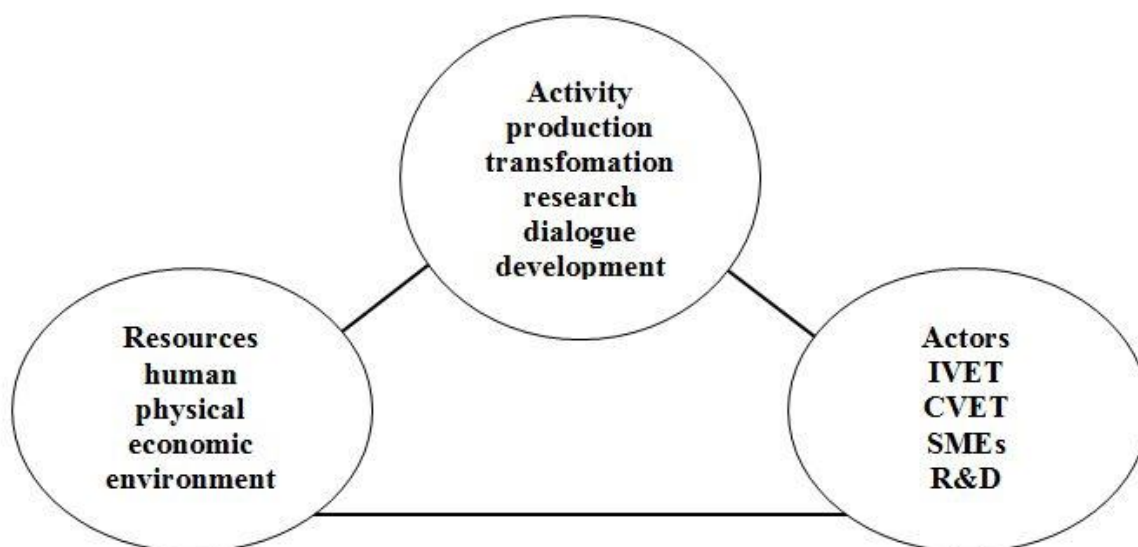 Activity
production
transfomation
research
dialogue
development
Resources
human
physical
economic
environment
Actors
IVET
CVET
SMEs
R&D